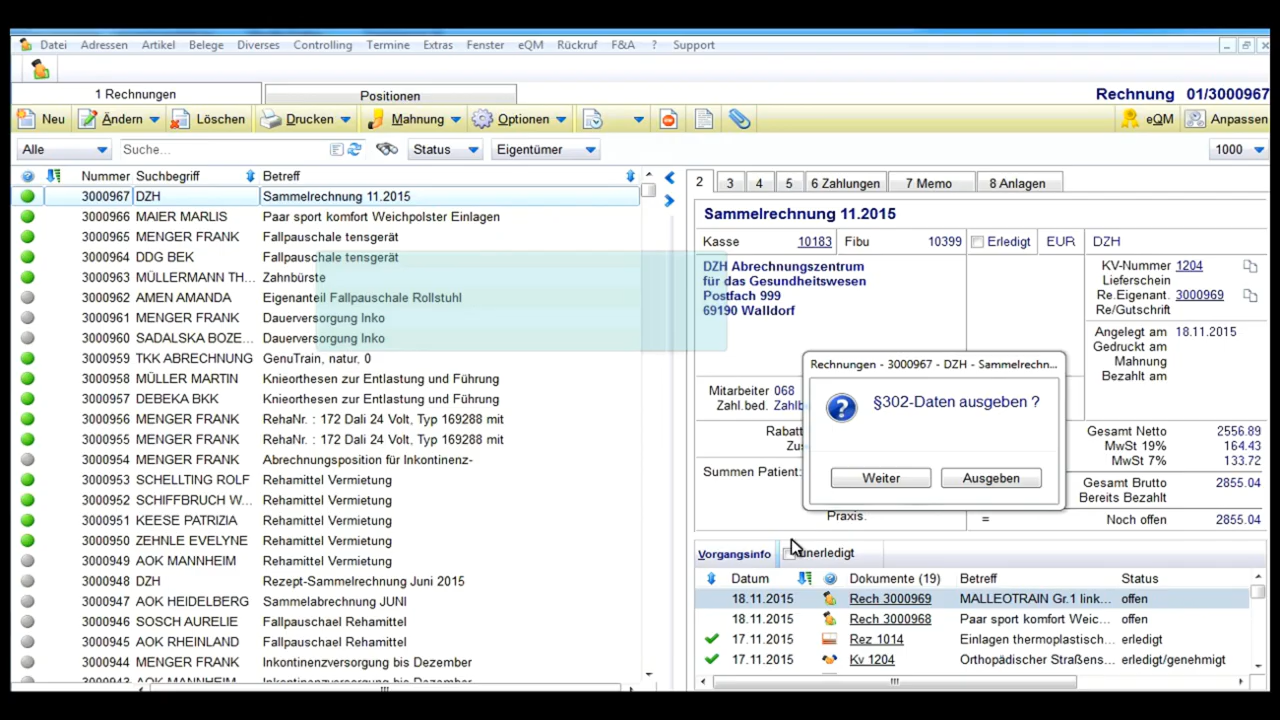 Datei Adressen Artikel Belege Diverses Controlling Termine Extras Fenster eQM Rückruf F&A ? Support
1 Rechnungen Positionen Rechnung 01/3000967
Neu Ändern Löschen Drucken Mahnung Optionen eQM Anpassen
Alle Suche... Status Eigentümer 1000
Nummer Suchbegriff Betreff
3000967 DZH Sammelrechnung 11.2015
3000966 MAIER MARLIS Paar sport komfort Weichpolster Einlagen
3000965 MENGER FRANK Fallpauschale tensgerät
3000964 DDG BEK Fallpauschale tensgerät
3000963 MÜLLERMANN TH... Zahnbürste
3000962 AMEN AMANDA Eigenanteil Fallpauschale Rollstuhl
3000961 MENGER FRANK Dauerversorgung Inko
3000960 SADALSKA BOZE... Dauerversorgung Inko
3000959 TKK ABRECHNUNG GenuTrain, natur, 0
3000958 MÜLLER MARTIN Knieorthesen zur Entlastung und Führung
3000957 DEBEKA BKK Knieorthesen zur Entlastung und Führung
3000956 MENGER FRANK RehaNr. : 172 Dali 24 Volt, Typ 169288 mit
3000955 MENGER FRANK RehaNr. : 172 Dali 24 Volt, Typ 169288 mit
3000954 MENGER FRANK Abrechnungsposition für Inkontinenz-
3000953 SCHELLTING ROLF Rehamittel Vermietung
3000952 SCHIFFBRUCH W... Rehamittel Vermietung
3000951 KEESE PATRIZIA Rehamittel Vermietung
3000950 ZEHNLE EVELYNE Rehamittel Vermietung
3000949 AOK MANNHEIM Rehamittel Vermietung
3000948 DZH Rezept-Sammelrechnung Juni 2015
3000947 AOK HEIDELBERG Sammelabrechnung JUNI
3000946 SOSCH AURELIE Fallpauschael Rehamittel
3000945 AOK RHEINLAND Fallpauschael Rehamittel
3000944 MENGER FRANK Inkontinenzversorgung bis Dezember
3000943 AOK MANNHEIM Inkontinenzversorgung bis Dezember
2 3 4 5 6 Zahlungen 7 Memo 8 Anlagen
Sammelrechnung 11.2015
Kasse 10183 Fibu 10399 Erledigt EUR DZH
DZH Abrechnungszentrum
für das Gesundheitswesen
Postfach 999
69190 Walldorf
KV-Nummer 1204
Lieferschein
Re.Eigenant. 3000969
Re/Gutschrift
Angelegt am 18.11.2015
Gedruckt am
Mahnung
Bezahlt am
Rechnungen - 3000967 - DZH - Sammelrechn...
§302-Daten ausgeben ?
Weiter Ausgeben
Mitarbeiter 068
Zahl.bed.
Summen Patient:
Praxis. =
Gesamt Netto 2556.89
MwSt 19% 164.43
MwSt 7% 133.72
Gesamt Brutto 2855.04
Bereits Bezahlt
Noch offen 2855.04
Vorgangsinfo unerledigt
Datum Dokumente (19) Betreff Status
18.11.2015 Rech 3000969 MALLEOTRAIN Gr.1 link... offen
18.11.2015 Rech 3000968 Paar sport komfort Weic... offen
17.11.2015 Rez 1014 Einlagen thermoplastisch... erledigt
17.11.2015 Kv 1204 Orthopädischer Straßens... erledigt/genehmigt